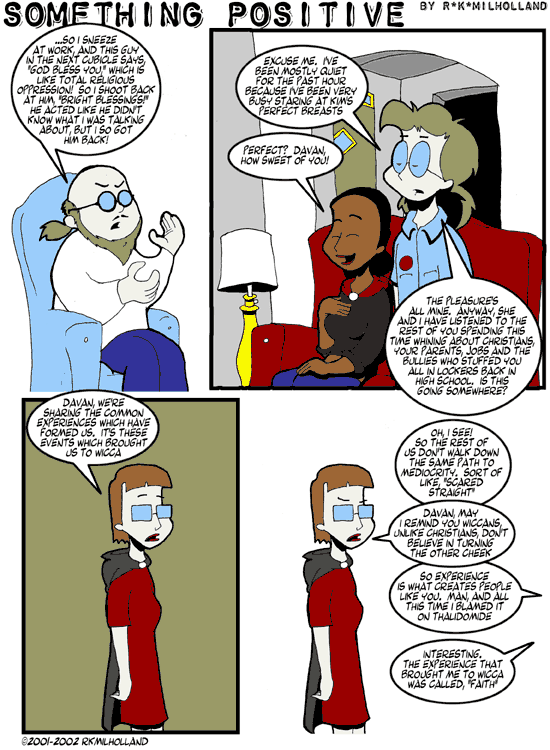 SOMETHING POSITIVE
BY R*K*MILHOLLAND
...SO I SNEEZE
AT WORK, AND THIS GUY
IN THE NEXT CUBICLE SAYS,
"GOD BLESS YOU," WHICH IS
LIKE TOTAL RELIGIOUS
OPPRESSION! SO I SHOOT BACK
AT HIM, "BRIGHT BLESSINGS!"
HE ACTED LIKE HE DIDN'T
KNOW WHAT I WAS TALKING
ABOUT, BUT I SO GOT
HIM BACK!
EXCUSE ME. I'VE
BEEN MOSTLY QUIET
FOR THE PAST HOUR
BECAUSE I'VE BEEN VERY
BUSY STARING AT KIM'S
PERFECT BREASTS
PERFECT? DAVAN,
HOW SWEET OF YOU!
THE PLEASURE'S
ALL MINE. ANYWAY, SHE
AND I HAVE LISTENED TO THE
REST OF YOU SPENDING THIS
TIME WHINING ABOUT CHRISTIANS,
YOUR PARENTS, JOBS AND THE
BULLIES WHO STUFFED YOU
ALL IN LOCKERS BACK IN
HIGH SCHOOL. IS THIS
GOING SOMEWHERE?
DAVAN, WE'RE
SHARING THE COMMON
EXPERIENCES WHICH HAVE
FORMED US. IT'S THESE
EVENTS WHICH BROUGHT
US TO WICCA
OH, I SEE!
SO THE REST OF
US DON'T WALK DOWN
THE SAME PATH TO
MEDIOCRITY. SORT OF
LIKE, "SCARED
STRAIGHT"
DAVAN, MAY
I REMIND YOU WICCANS,
UNLIKE CHRISTIANS, DON'T
BELIEVE IN TURNING
THE OTHER CHEEK
SO EXPERIENCE
IS WHAT CREATES PEOPLE
LIKE YOU. MAN, AND ALL
THIS TIME I BLAMED IT
ON THALIDOMIDE
INTERESTING.
THE EXPERIENCE THAT
BROUGHT ME TO WICCA
WAS CALLED, "FAITH"
©2001-2002 RKMILHOLLAND